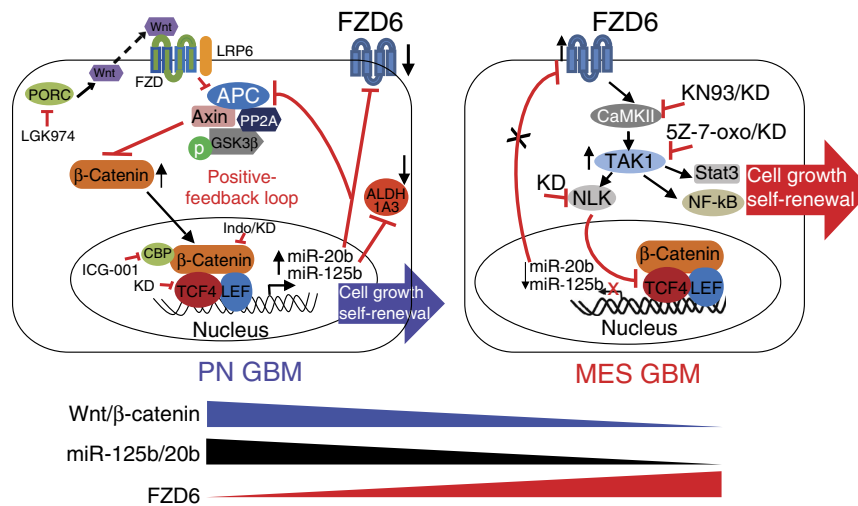 Wnt
Wnt
FZD
LRP6
PORC
LGK974
APC
Axin
PP2A
p
GSK3β
β-Catenin
Positive-
feedback loop
FZD6
ALDH
1A3
Indo/KD
CBP
ICG-001
β-Catenin
KD
TCF4
LEF
miR-20b
miR-125b
Nucleus
Cell growth
self-renewal
PN GBM
FZD6
CaMKII
KN93/KD
5Z-7-oxo/KD
TAK1
Stat3
KD
NLK
NF-kB
Cell growth
self-renewal
X
miR-20b
miR-125b
X
β-Catenin
TCF4
LEF
Nucleus
MES GBM
Wnt/β-catenin
miR-125b/20b
FZD6